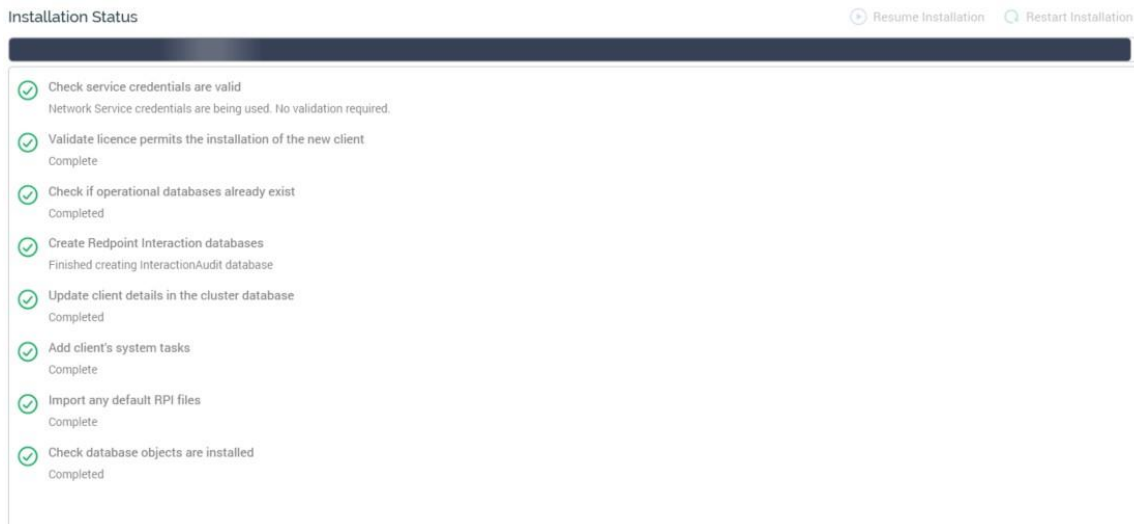 Installation Status
Resume Installation
Restart Installation
Check service credentials are valid
Network Service credentials are being used. No validation required.
Validate licence permits the installation of the new client
Complete
Check if operational databases already exist
Completed
Create Redpoint Interaction databases
Finished creating InteractionAudit database
Update client details in the cluster database
Completed
Add client's system tasks
Complete
Import any default RPI files
Complete
Check database objects are installed
Completed